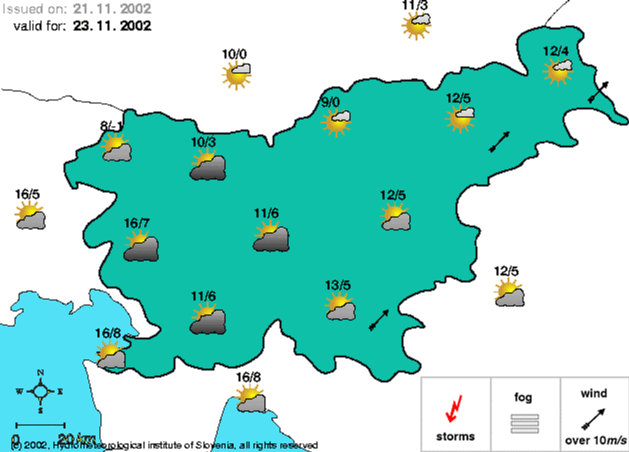 Issued on: 21. 11. 2002
valid for: 23. 11. 2002
11/3
10/0
12/4
9/0
12/5
8/-1
10/3
16/5
16/7
11/6
12/5
12/5
11/6
13/5
16/8
16/8
N
W E
S
0 20 km
(c) 2002, Hydrometeorological institute of Slovenia, all rights reserved
storms
fog
wind
over 10m/s